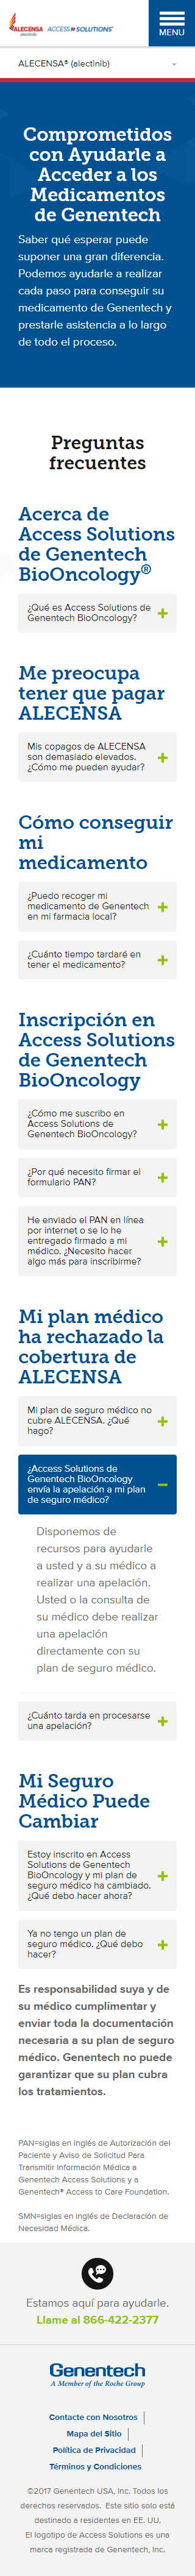 ALECENSA
alectinib
ACCESS SOLUTIONS®
MENU
ALECENSA® (alectinib)
Comprometidos
con Ayudarle a
Acceder a los
Medicamentos
de Genentech
Saber qué esperar puede
suponer una gran diferencia.
Podemos ayudarle a realizar
cada paso para conseguir su
medicamento de Genentech y
prestarle asistencia a lo largo
de todo el proceso.
Preguntas
frecuentes
Acerca de
Access Solutions
de Genentech
BioOncology®
¿Qué es Access Solutions de
Genentech BioOncology?
Me preocupa
tener que pagar
ALECENSA
Mis copagos de ALECENSA
son demasiado elevados.
¿Cómo me pueden ayudar?
Cómo conseguir
mi
medicamento
¿Puedo recoger mi
medicamento de Genentech
en mi farmacia local?
¿Cuánto tiempo tardaré en
tener el medicamento?
Inscripción en
Access Solutions
de Genentech
BioOncology
¿Cómo me suscribo en
Access Solutions de
Genentech BioOncology?
¿Por qué necesito firmar el
formulario PAN?
He enviado el PAN en línea
por internet o se lo he
entregado firmado a mi
médico. ¿Necesito hacer
algo más para inscribirme?
Mi plan médico
ha rechazado la
cobertura de
ALECENSA
Mi plan de seguro médico no
cubre ALECENSA. ¿Qué
hago?
¿Access Solutions de
Genentech BioOncology
envía la apelación a mi plan
de seguro médico?
Disponemos de
recursos para ayudarle
a usted y a su médico a
realizar una apelación.
Usted o la consulta de
su médico debe realizar
una apelación
directamente con su
plan de seguro médico.
¿Cuánto tarda en procesarse
una apelación?
Mi Seguro
Médico Puede
Cambiar
Estoy inscrito en Access
Solutions de Genentech
BioOncology y mi plan de
seguro médico ha cambiado.
¿Qué debo hacer ahora?
Ya no tengo un plan de
seguro médico. ¿Qué debo
hacer?
Es responsabilidad suya y de
su médico cumplimentar y
enviar toda la documentación
necesaria a su plan de seguro
médico. Genentech no puede
garantizar que su plan cubra
los tratamientos.
PAN=siglas en inglés de Autorización del
Paciente y Aviso de Solicitud Para
Transmitir Información Médica a
Genentech Access Solutions y a
Genentech® Access to Care Foundation.
SMN=siglas en inglés de Declaración de
Necesidad Médica.
Estamos aquí para ayudarle.
Llame al 866-422-2377
Genentech
A Member of the Roche Group
Contacte con Nosotros
Mapa del Sitio
Política de Privacidad
Términos y Condiciones
©2017 Genentech USA, Inc. Todos los
derechos reservados. Este sitio solo está
destinado a residentes en EE. UU.
El logotipo de Access Solutions es una
marca registrada de Genentech, Inc.